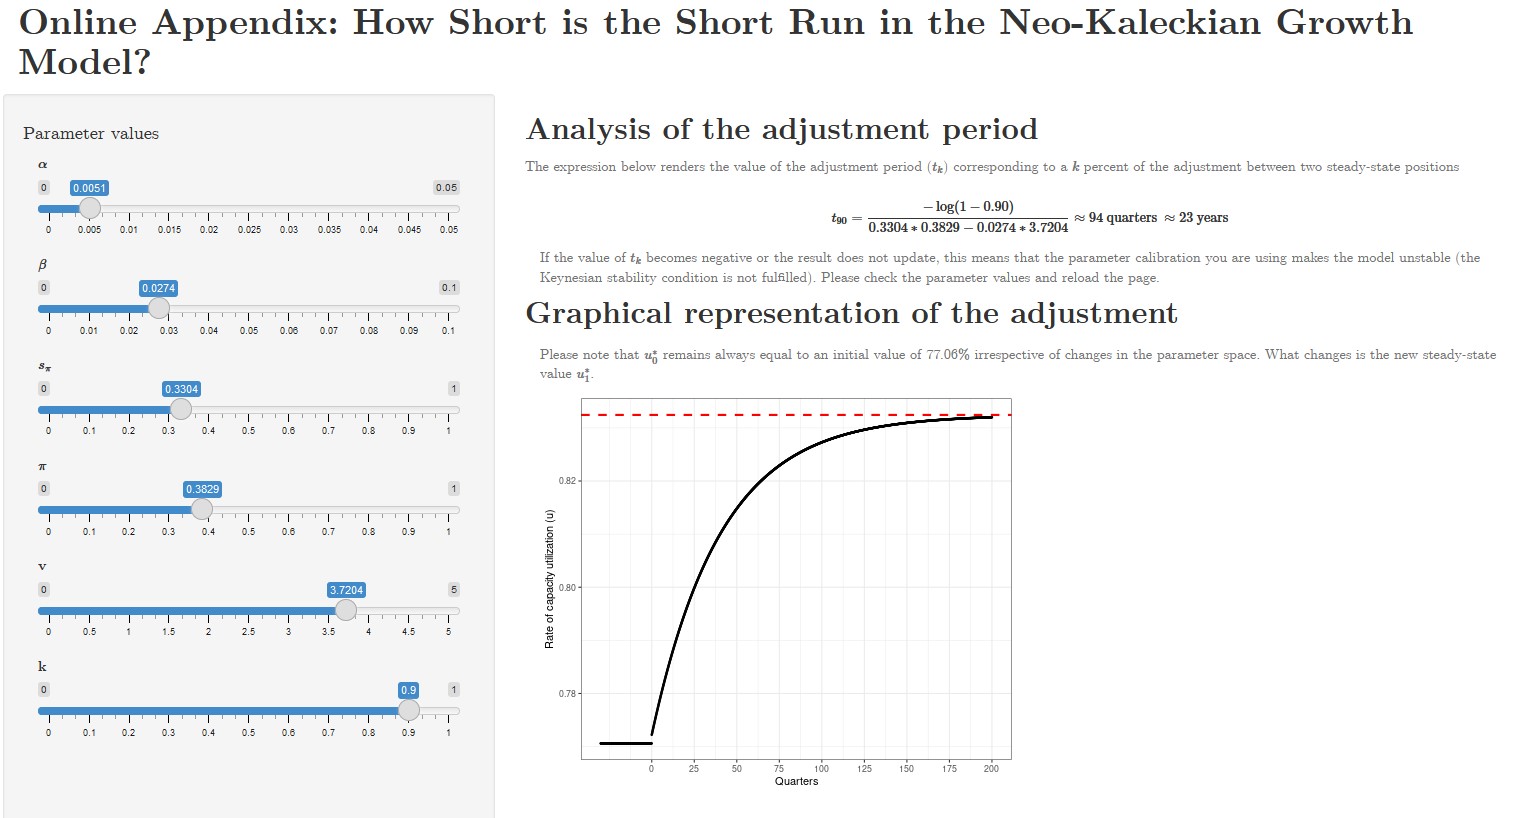 Online Appendix: How Short is the Short Run in the Neo-Kaleckian Growth
Model?
Parameter values
α
0 0.0051 0.05
0 0.005 0.01 0.015 0.02 0.025 0.03 0.035 0.04 0.045 0.05
β
0 0.0274 0.1
0 0.01 0.02 0.03 0.04 0.05 0.06 0.07 0.08 0.09 0.1
sπ
0 0.3304 1
0 0.1 0.2 0.3 0.4 0.5 0.6 0.7 0.8 0.9 1
π
0 0.3829 1
0 0.1 0.2 0.3 0.4 0.5 0.6 0.7 0.8 0.9 1
v
0 3.7204 5
0 0.5 1 1.5 2 2.5 3 3.5 4 4.5 5
k
0 0.9 1
0 0.1 0.2 0.3 0.4 0.5 0.6 0.7 0.8 0.9 1
Analysis of the adjustment period
The expression below renders the value of the adjustment period (tk) corresponding to a k percent of the adjustment between two steady-state positions
t90 = − log(1 − 0.90) / 0.3304 ∗ 0.3829 − 0.0274 ∗ 3.7204 ≈ 94 quarters ≈ 23 years
If the value of tk becomes negative or the result does not update, this means that the parameter calibration you are using makes the model unstable (the
Keynesian stability condition is not fulfilled). Please check the parameter values and reload the page.
Graphical representation of the adjustment
Please note that u*0 remains always equal to an initial value of 77.06% irrespective of changes in the parameter space. What changes is the new steady-state
value u*1.
Rate of capacity utilization (u)
0.82
0.80
0.78
0 25 50 75 100 125 150 175 200
Quarters